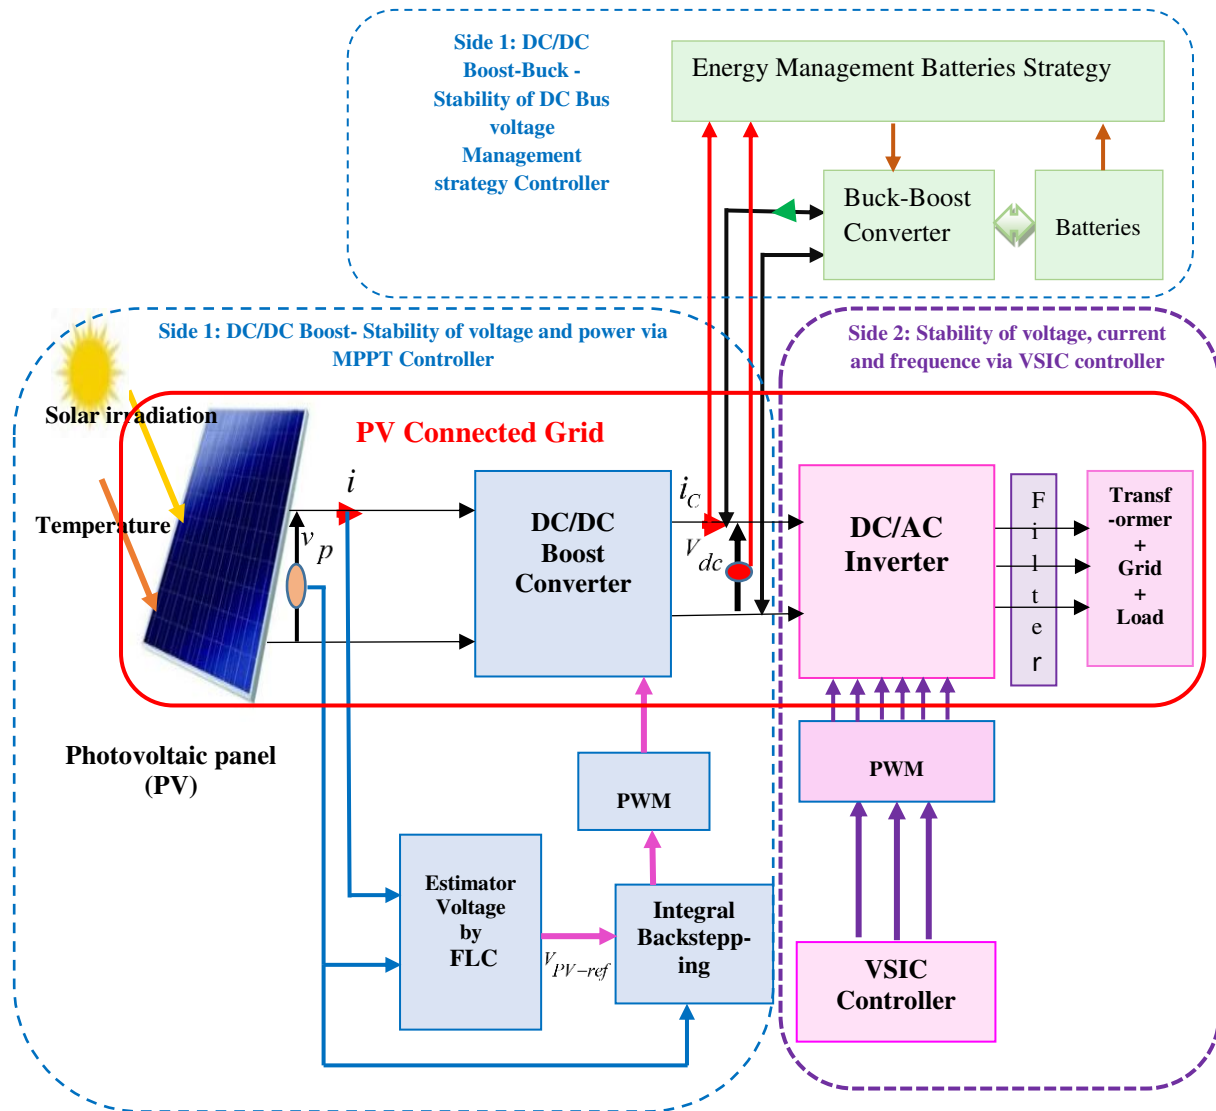 Side 1: DC/DC
Boost-Buck -
Stability of DC Bus
voltage
Management
strategy Controller
Energy Management Batteries Strategy
Buck-Boost
Converter
Batteries
Side 1: DC/DC Boost- Stability of voltage and power via
MPPT Controller
Side 2: Stability of voltage, current
and frequence via VSIC controller
Solar irradiation
PV Connected Grid
Temperature
i
v p
DC/DC
Boost
Converter
i C
V dc
DC/AC
Inverter
F
i
l
t
e
r
Transf
-ormer
+
Grid
+
Load
Photovoltaic panel
(PV)
PWM
PWM
Estimator
Voltage
by
FLC
V PV-ref
Integral
Backstepp-
ing
VSIC
Controller